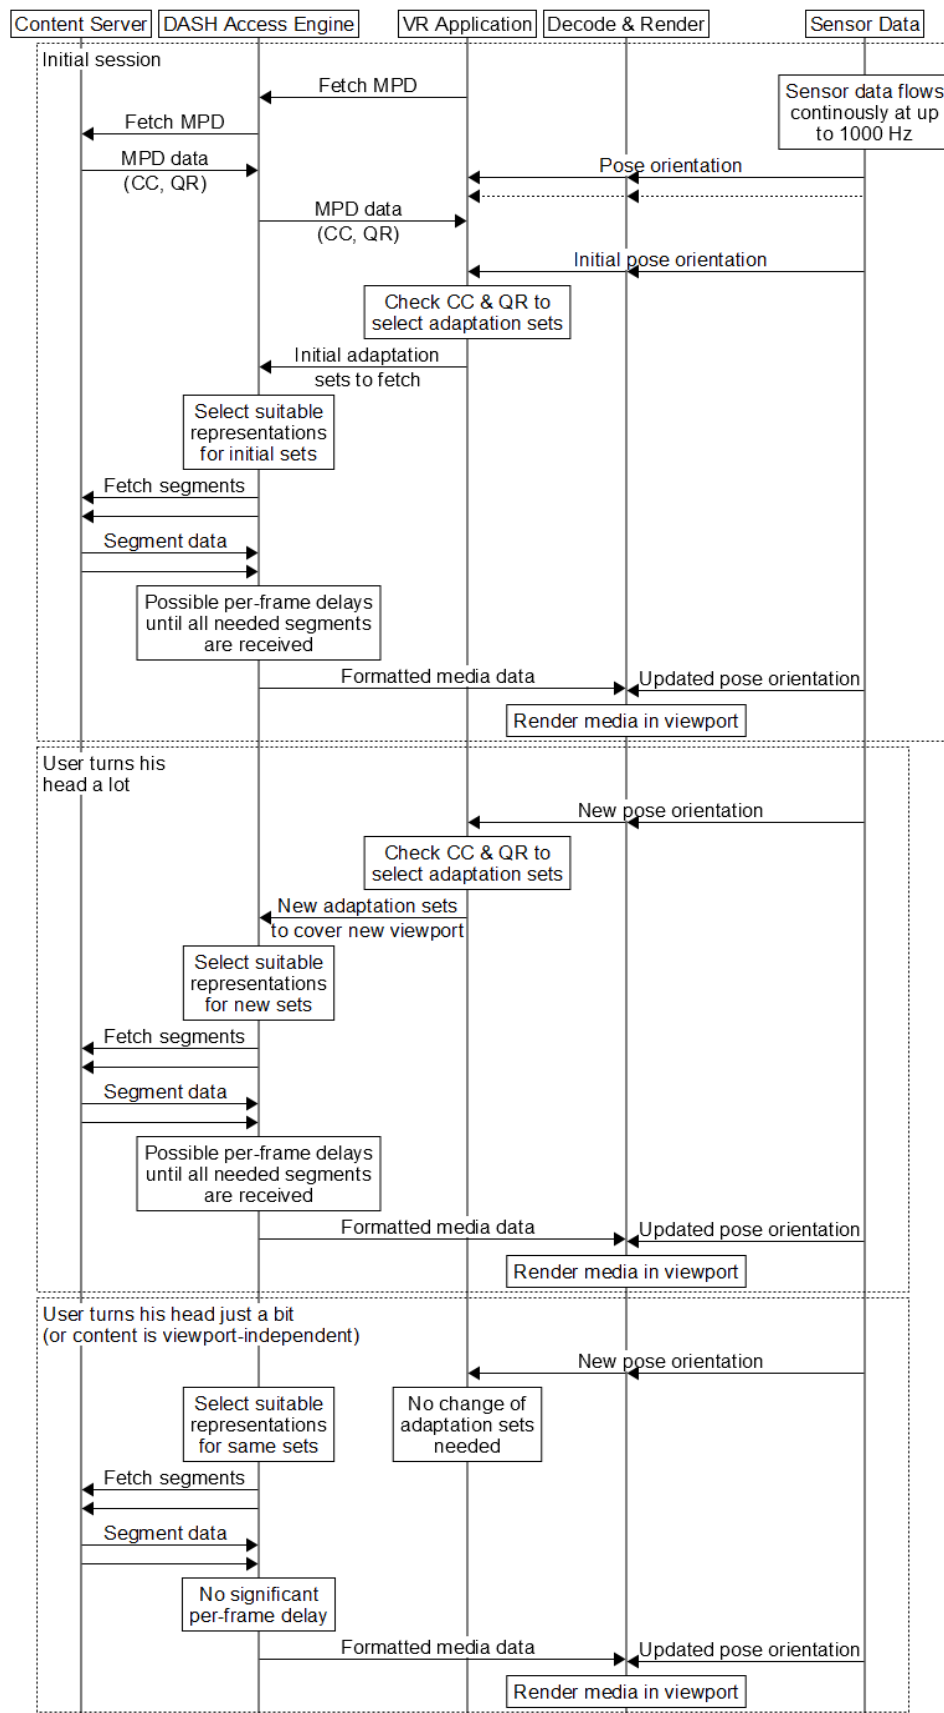 Content Server
DASH Access Engine
VR Application
Decode & Render
Sensor Data
Initial session
Fetch MPD
Sensor data flows
continously at up
to 1000 Hz
Fetch MPD
MPD data
(CC, QR)
Pose orientation
MPD data
(CC, QR)
Initial pose orientation
Check CC & QR to
select adaptation sets
Initial adaptation
sets to fetch
Select suitable
representations
for initial sets
Fetch segments
Segment data
Possible per-frame delays
until all needed segments
are received
Formatted media data
Updated pose orientation
Render media in viewport
User turns his
head a lot
New pose orientation
Check CC & QR to
select adaptation sets
New adaptation sets
to cover new viewport
Select suitable
representations
for new sets
Fetch segments
Segment data
Possible per-frame delays
until all needed segments
are received
Formatted media data
Updated pose orientation
Render media in viewport
User turns his head just a bit
(or content is viewport-independent)
New pose orientation
Select suitable
representations
for same sets
No change of
adaptation sets
needed
Fetch segments
Segment data
No significant
per-frame delay
Formatted media data
Updated pose orientation
Render media in viewport